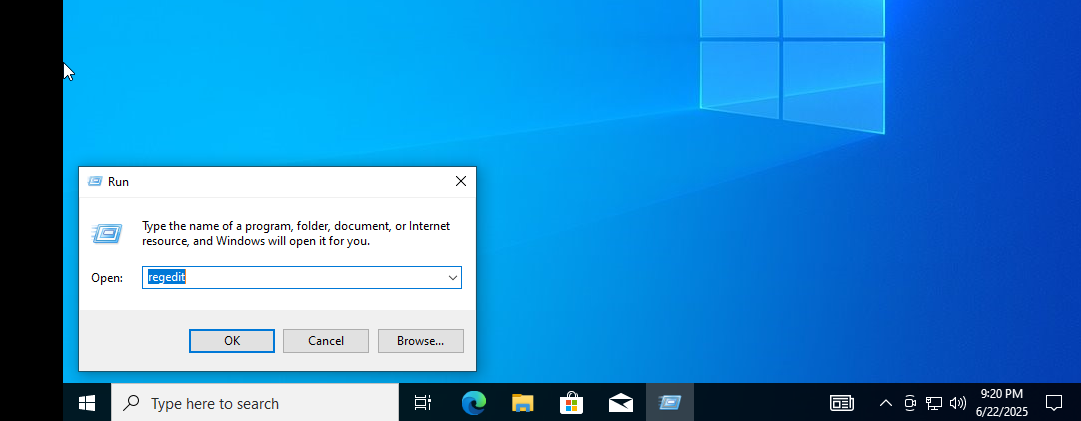 Run
Type the name of a program, folder, document, or Internet
resource, and Windows will open it for you.
Open: regedit
OK Cancel Browse...
Type here to search
9:20 PM
6/22/2025